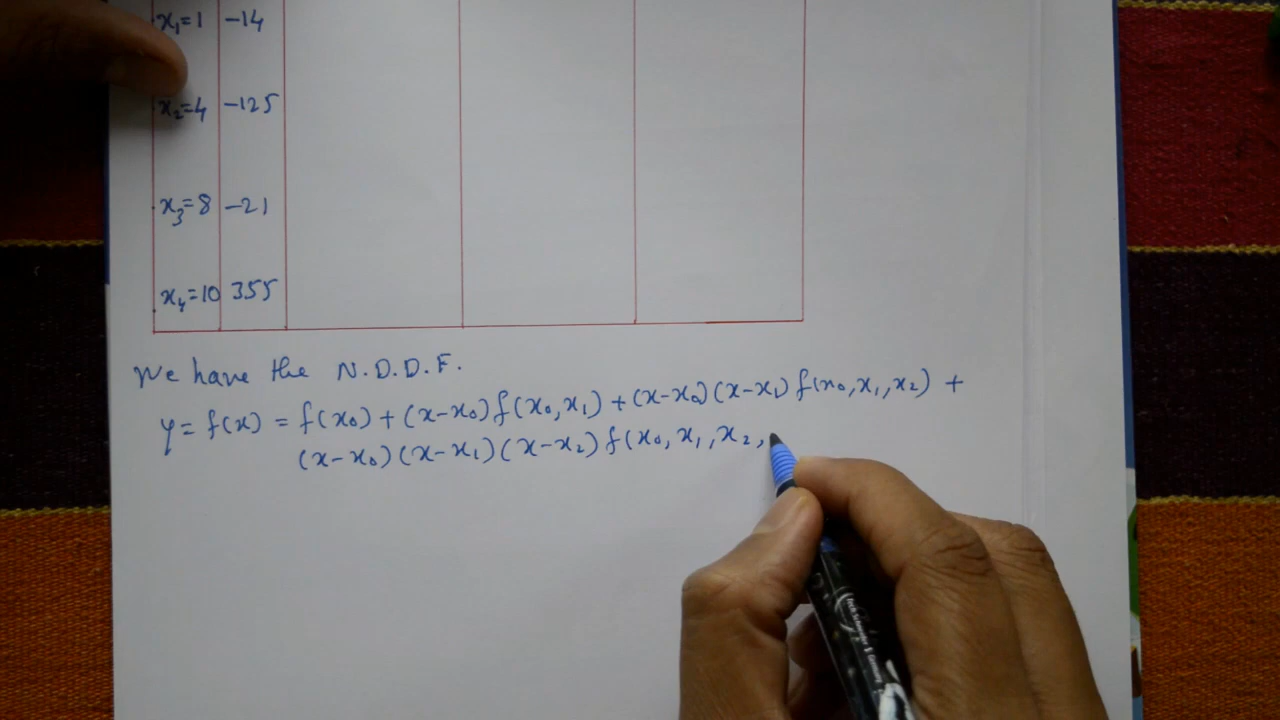 x₁=1 -14
x₂=4 -125
x₃=8 -21
x₄=10 355
We have the N.D.D.F.
y = f(x) = f(x₀) + (x-x₀) f(x₀,x₁) + (x-x₀)(x-x₁) f(x₀,x₁,x₂) +
(x-x₀)(x-x₁)(x-x₂) f(x₀,x₁,x₂,